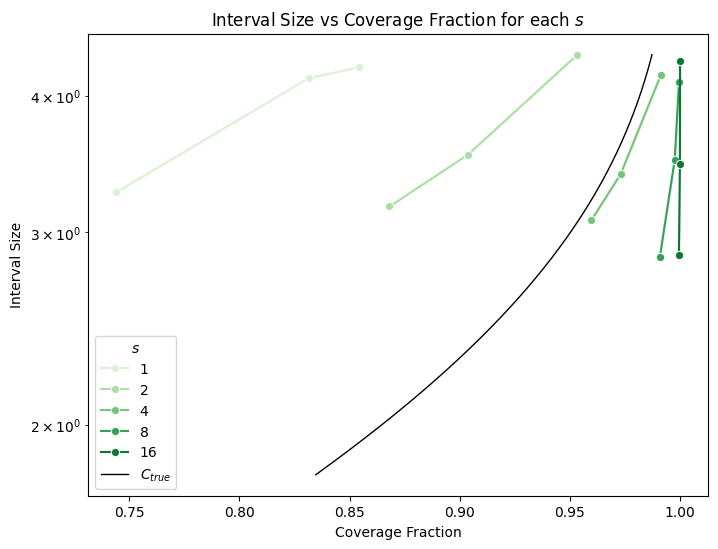 Interval Size vs Coverage Fraction for each s
Interval Size
4 × 10⁰
3 × 10⁰
2 × 10⁰
s
1
2
4
8
16
C_true
0.75 0.80 0.85 0.90 0.95 1.00
Coverage Fraction